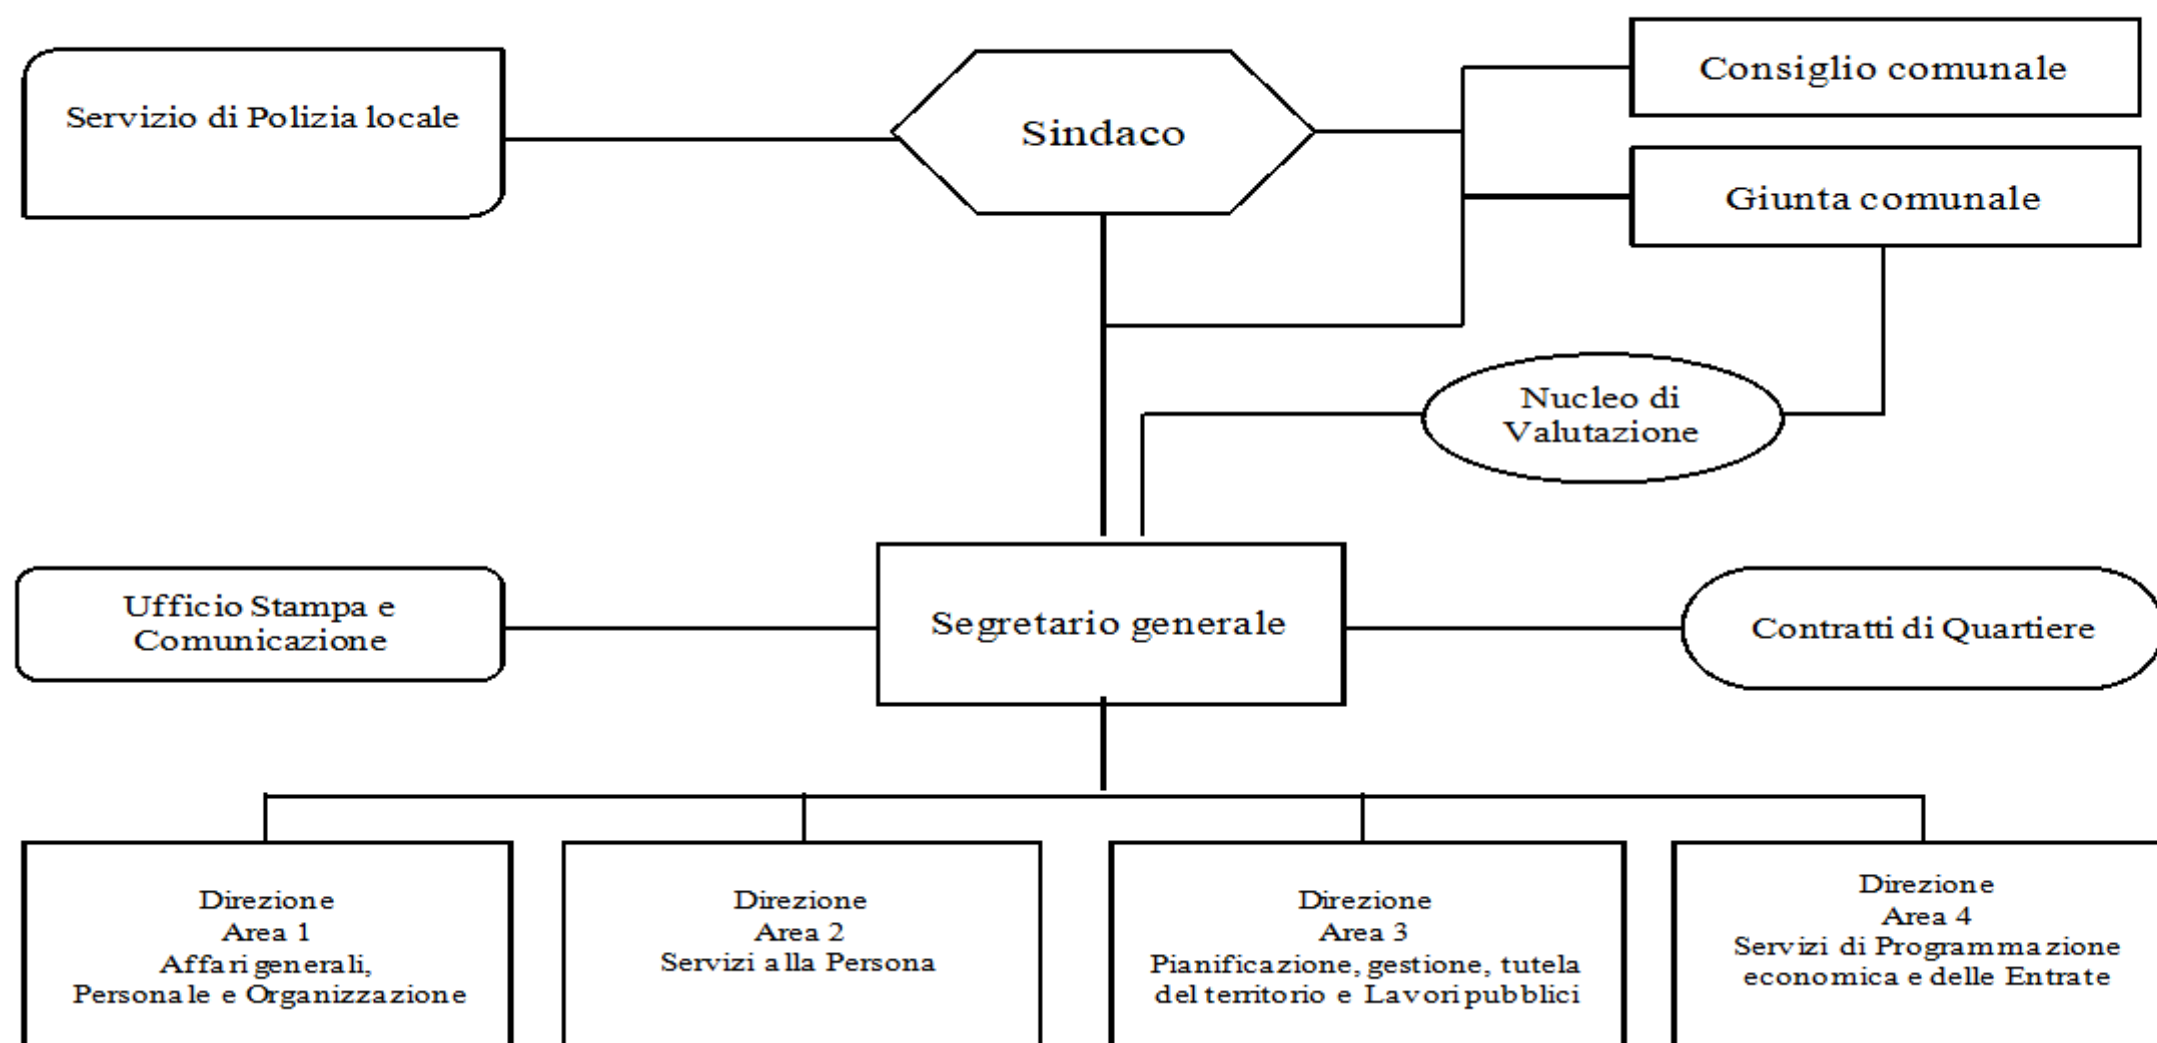 Servizio di Polizia locale
Sindaco
Consiglio comunale
Giunta comunale
Nucleo di
Valutazione
Ufficio Stampa e
Comunicazione
Segretario generale
Contratti di Quartiere
Direzione
Area 1
Affari generali,
Personale e Organizzazione
Direzione
Area 2
Servizi alla Persona
Direzione
Area 3
Pianificazione, gestione, tutela
del territorio e Lavori pubblici
Direzione
Area 4
Servizi di Programmazione
economica e delle Entrate